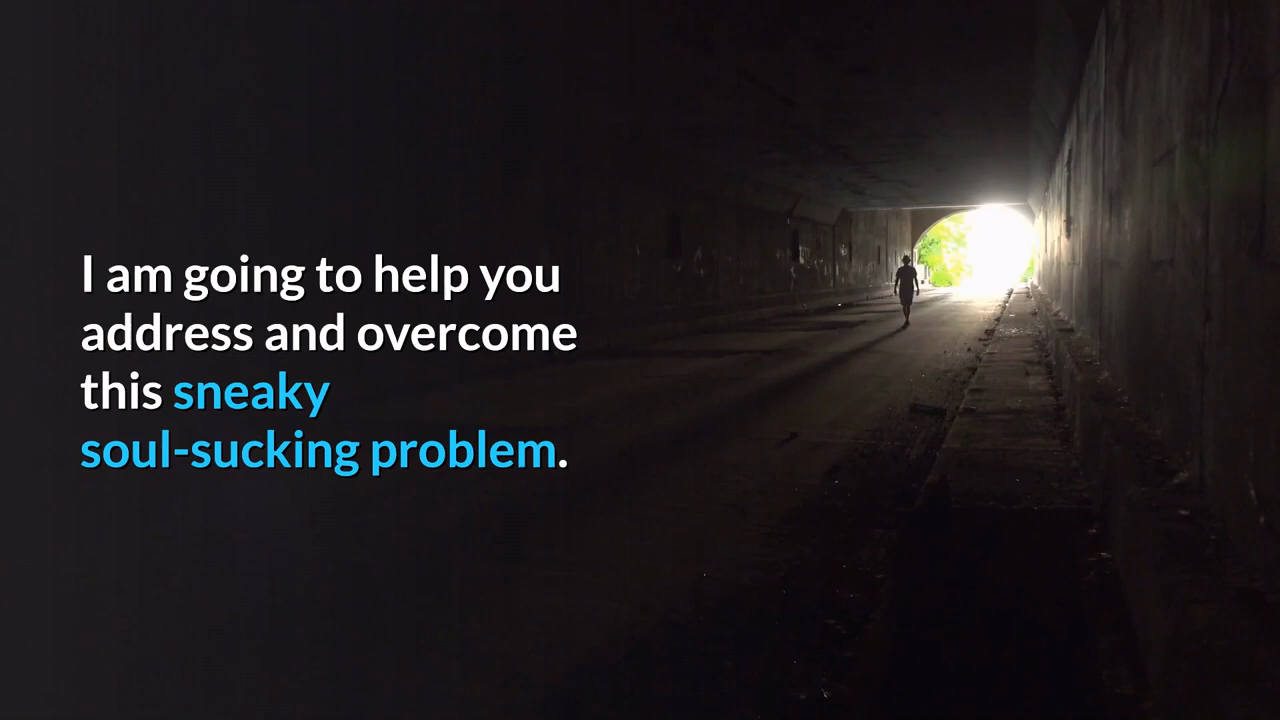 I am going to help you
address and overcome
this sneaky
soul-sucking problem.